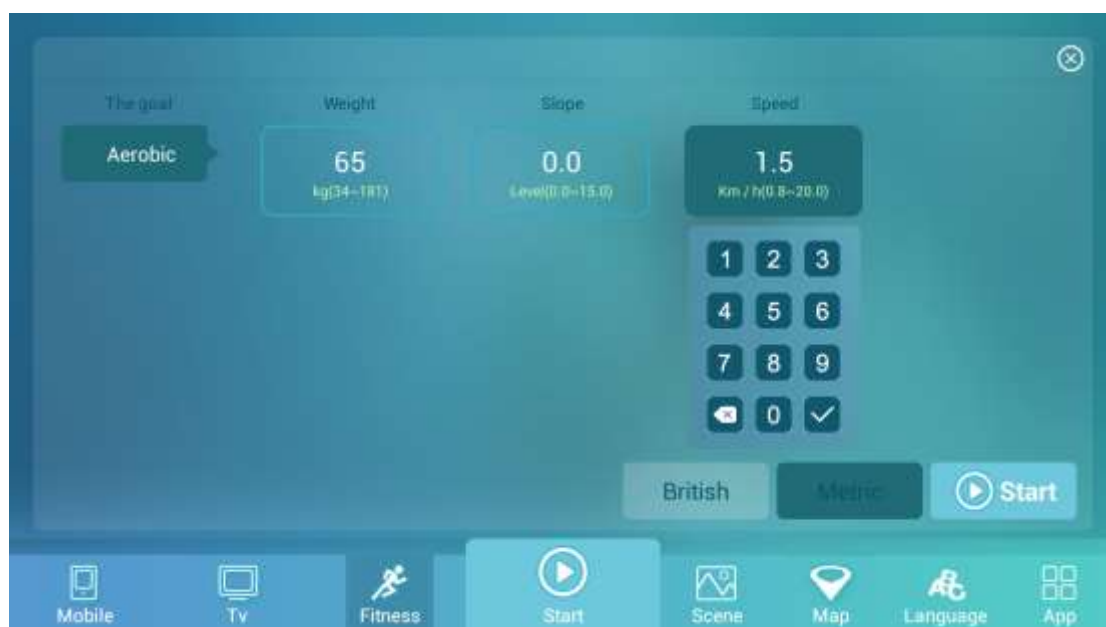 The goal
Weight
Slope
Speed
Aerobic
65
kg(34~181)
0.0
Level(0.0~15.0)
1.5
Km / h(0.8~20.0)
1 2 3
4 5 6
7 8 9
0
British
Metric
Start
Mobile
Tv
Fitness
Start
Scene
Map
ABC
Language
App